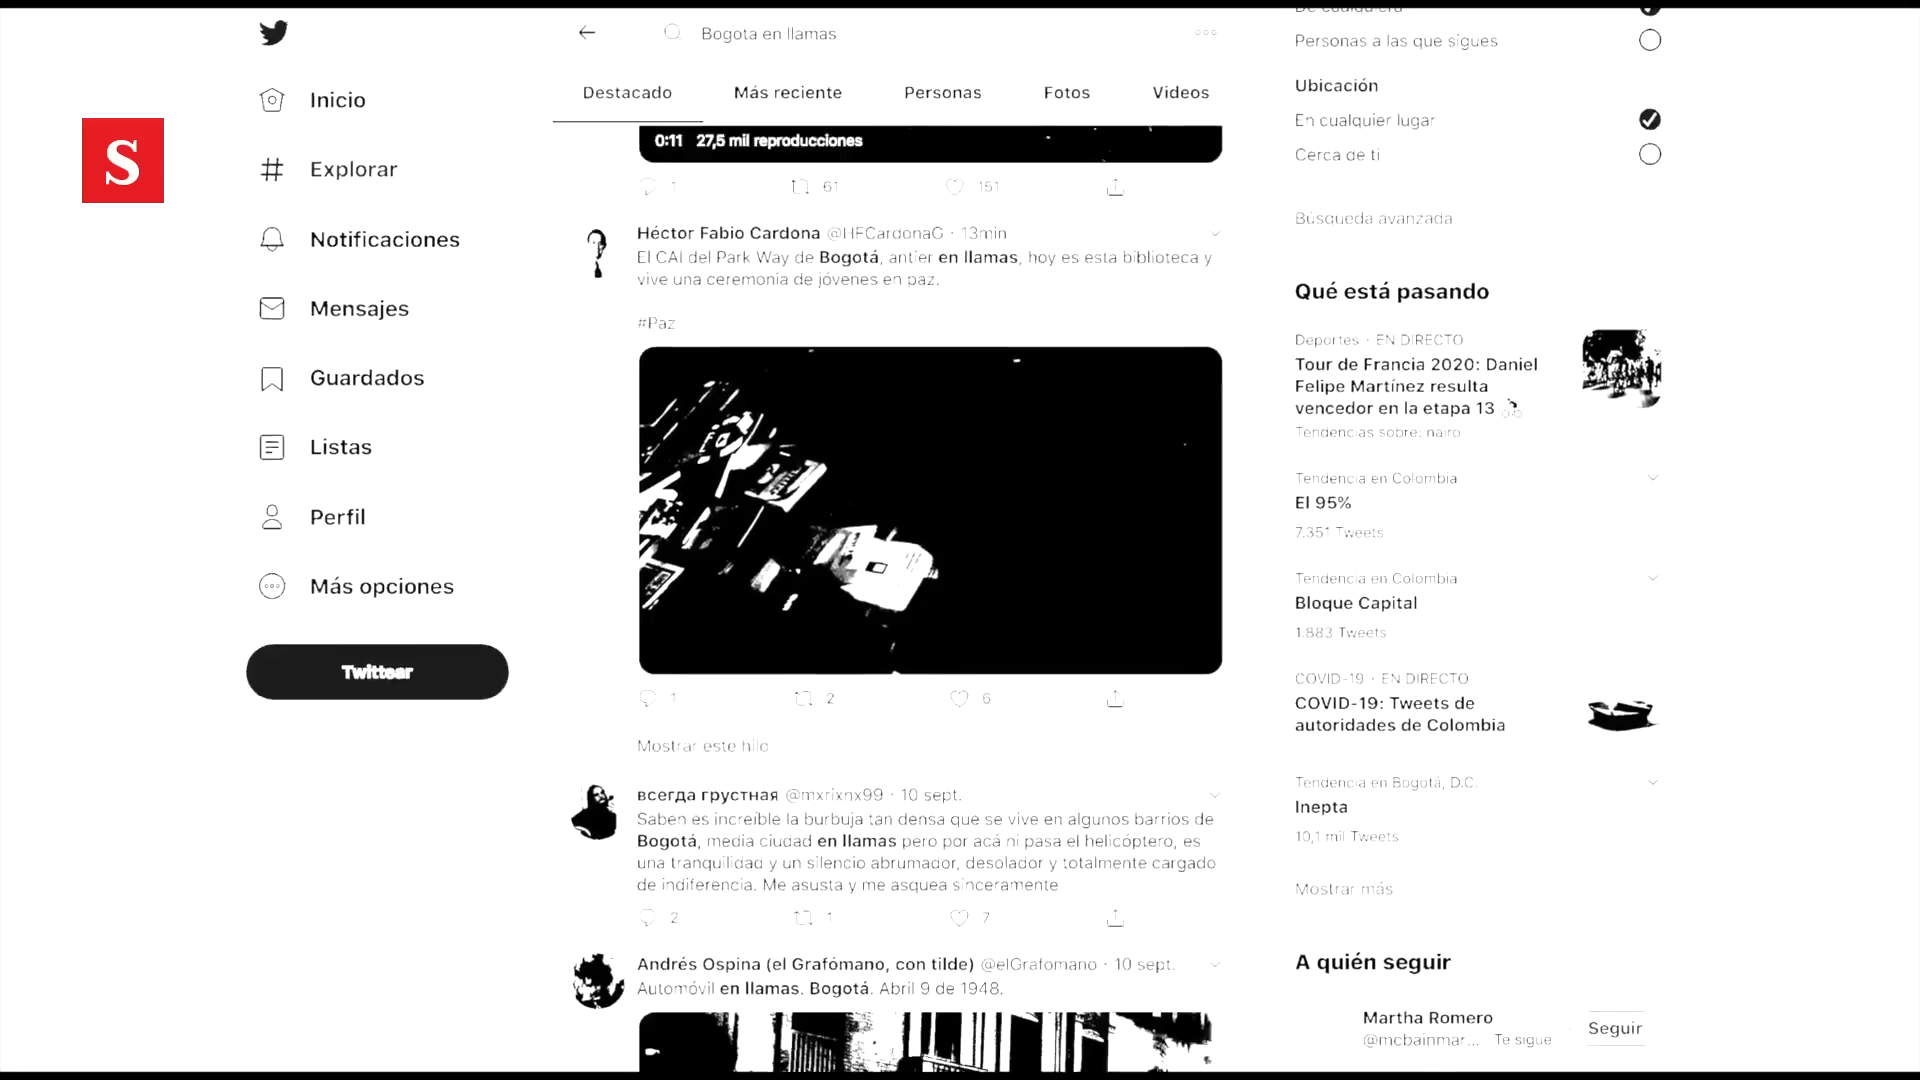 S
Inicio
Explorar
Notificaciones
Mensajes
Guardados
Listas
Perfil
Más opciones
Twittear
Bogota en llamas
Destacado Más reciente Personas Fotos Videos
0:11 27,5 mil reproducciones
1 61 151
Héctor Fabio Cardona @HFCardonaG · 13min
El CAI del Park Way de Bogotá, antier en llamas, hoy es esta biblioteca y
vive una ceremonia de jóvenes en paz.
#Paz
1 2 6
Mostrar este hilo
всегда грустная @mxrixnx99 · 10 sept.
Saben es increíble la burbuja tan densa que se vive en algunos barrios de
Bogotá, media ciudad en llamas pero por acá ni pasa el helicóptero, es
una tranquilidad y un silencio abrumador, desolador y totalmente cargado
de indiferencia. Me asusta y me asquea sinceramente
2 1 7
Andrés Ospina (el Grafómano, con tilde) @elGrafomano · 10 sept.
Automóvil en llamas. Bogotá. Abril 9 de 1948.
De cualquiera
Personas a las que sigues
Ubicación
En cualquier lugar
Cerca de ti
Búsqueda avanzada
Qué está pasando
Deportes · EN DIRECTO
Tour de Francia 2020: Daniel
Felipe Martínez resulta
vencedor en la etapa 13
Tendencias sobre: nairo
Tendencia en Colombia
El 95%
7.351 Tweets
Tendencia en Colombia
Bloque Capital
1.883 Tweets
COVID-19 · EN DIRECTO
COVID-19: Tweets de
autoridades de Colombia
Tendencia en Bogotá, D.C.
Inepta
10,1 mil Tweets
Mostrar más
A quién seguir
Martha Romero
@mcbainmar... Te sigue
Seguir